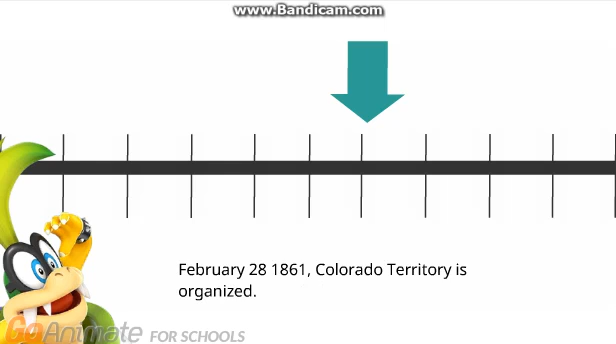 www.Bandicam.com
February 28 1861, Colorado Territory is
organized.
GoAnimate FOR SCHOOLS